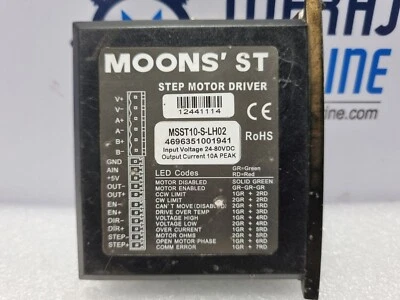 MOONS' ST
STEP MOTOR DRIVER
12441114
MSST10-S-LH02
4696351001941
Input Voltage 24-80VDC
Output Current 10A PEAK
CE
RoHS
V+
V-
A+
A-
B+
B-
GND
AIN
+5V
OUT-
OUT+
EN-
EN+
DIR-
DIR+
STEP-
STEP+
LED Codes
GR=Green
RD=Red
MOTOR DISABLED SOLID GREEN
MOTOR ENABLED GR-GR-GR
CCW LIMIT 1GR + 2RD
CW LIMIT 2GR + 2RD
CAN'T MOVE(DISABLED) 2GR + 1RD
DRIVE OVER TEMP 1GR + 3RD
VOLTAGE HIGH 1GR + 4RD
VOLTAGE LOW 2GR + 4RD
OVER CURRENT 1GR + 5RD
MOTOR OHMS 2GR + 5RD
OPEN MOTOR PHASE 1GR + 6RD
COMM ERROR 1GR + 7RD